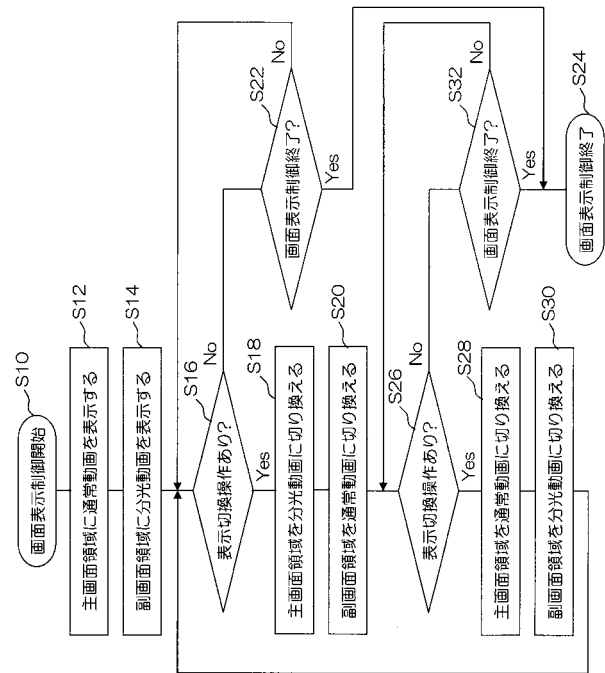 画面表示制御開始
S10
主画面領域に通常動画を表示する
S12
副画面領域に分光動画を表示する
S14
表示切換操作あり?
S16
No
Yes
画面表示制御終了?
S22
No
Yes
主画面領域を分光動画に切り換える
S18
副画面領域を通常動画に切り換える
S20
表示切換操作あり?
S26
No
Yes
画面表示制御終了?
S32
No
Yes
画面表示制御終了
S24
主画面領域を通常動画に切り換える
S28
副画面領域を分光動画に切り換える
S30